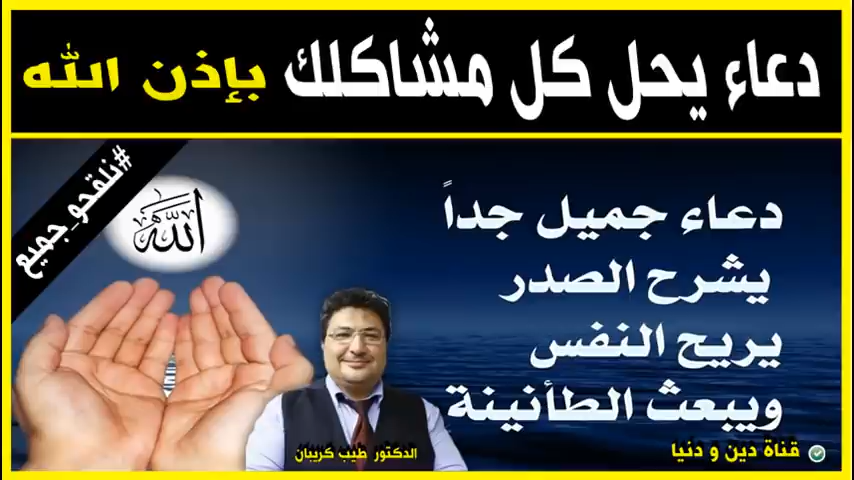 دعاء يحل كل مشاكلك بإذن الله
#نلقحو_جميع
الله
دعاء جميل جداً
يشرح الصدر
يريح النفس
ويبعث الطأنينة
الدكتور طيب كريبان
قناة دين و دنيا